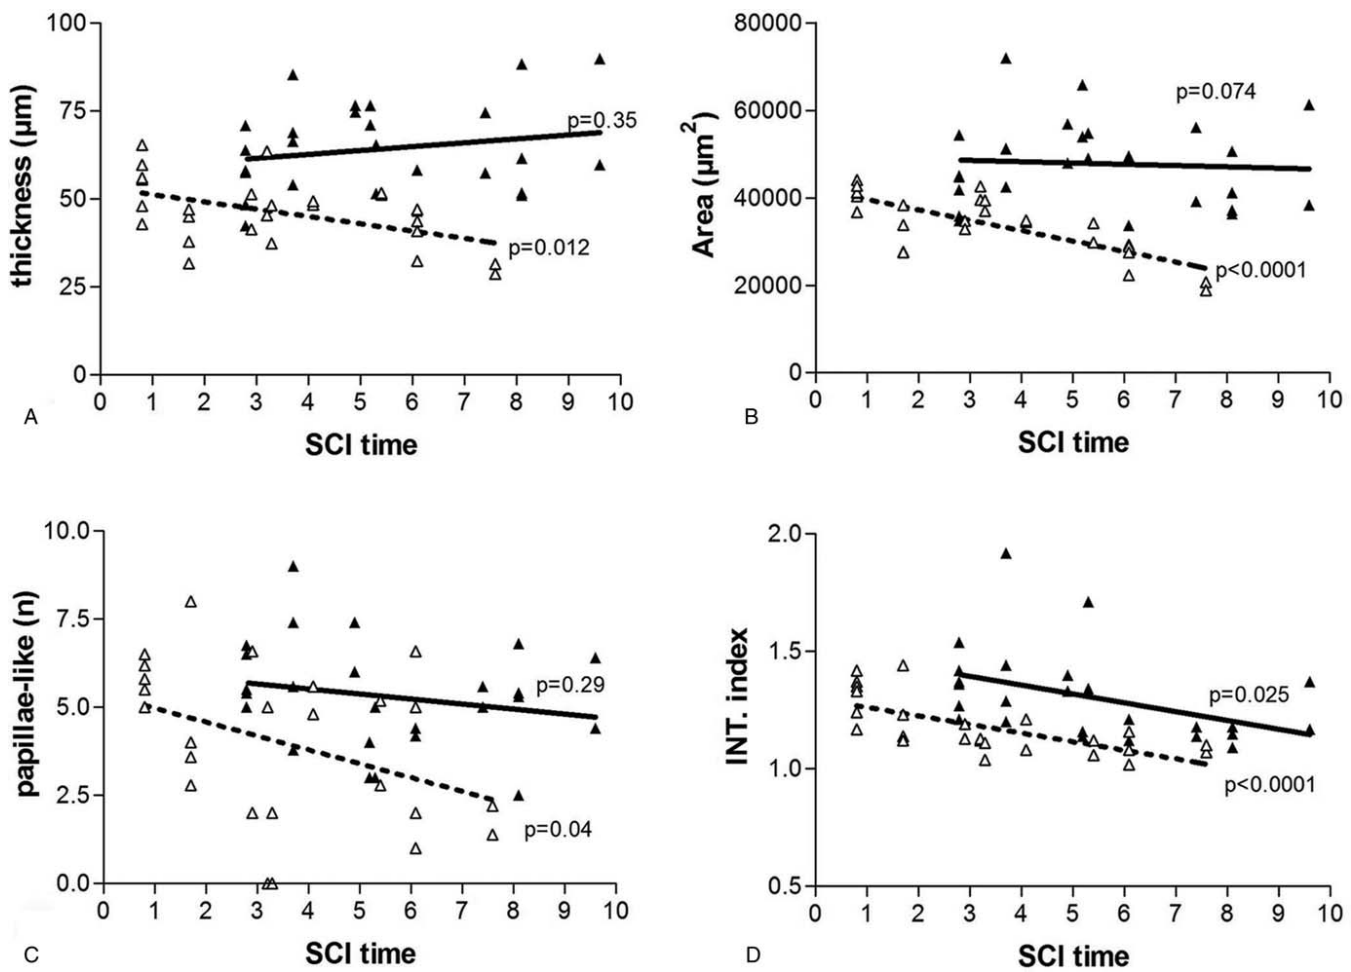 100
75
50
25
0
thickness (µm)
p=0.35
p=0.012
0 1 2 3 4 5 6 7 8 9 10
SCI time
A
80000
60000
40000
20000
0
Area (µm²)
p=0.074
p<0.0001
0 1 2 3 4 5 6 7 8 9 10
SCI time
B
10.0
7.5
5.0
2.5
0.0
papillae-like (n)
p=0.29
p=0.04
0 1 2 3 4 5 6 7 8 9 10
SCI time
C
2.0
1.5
1.0
0.5
INT. index
p=0.025
p<0.0001
0 1 2 3 4 5 6 7 8 9 10
SCI time
D